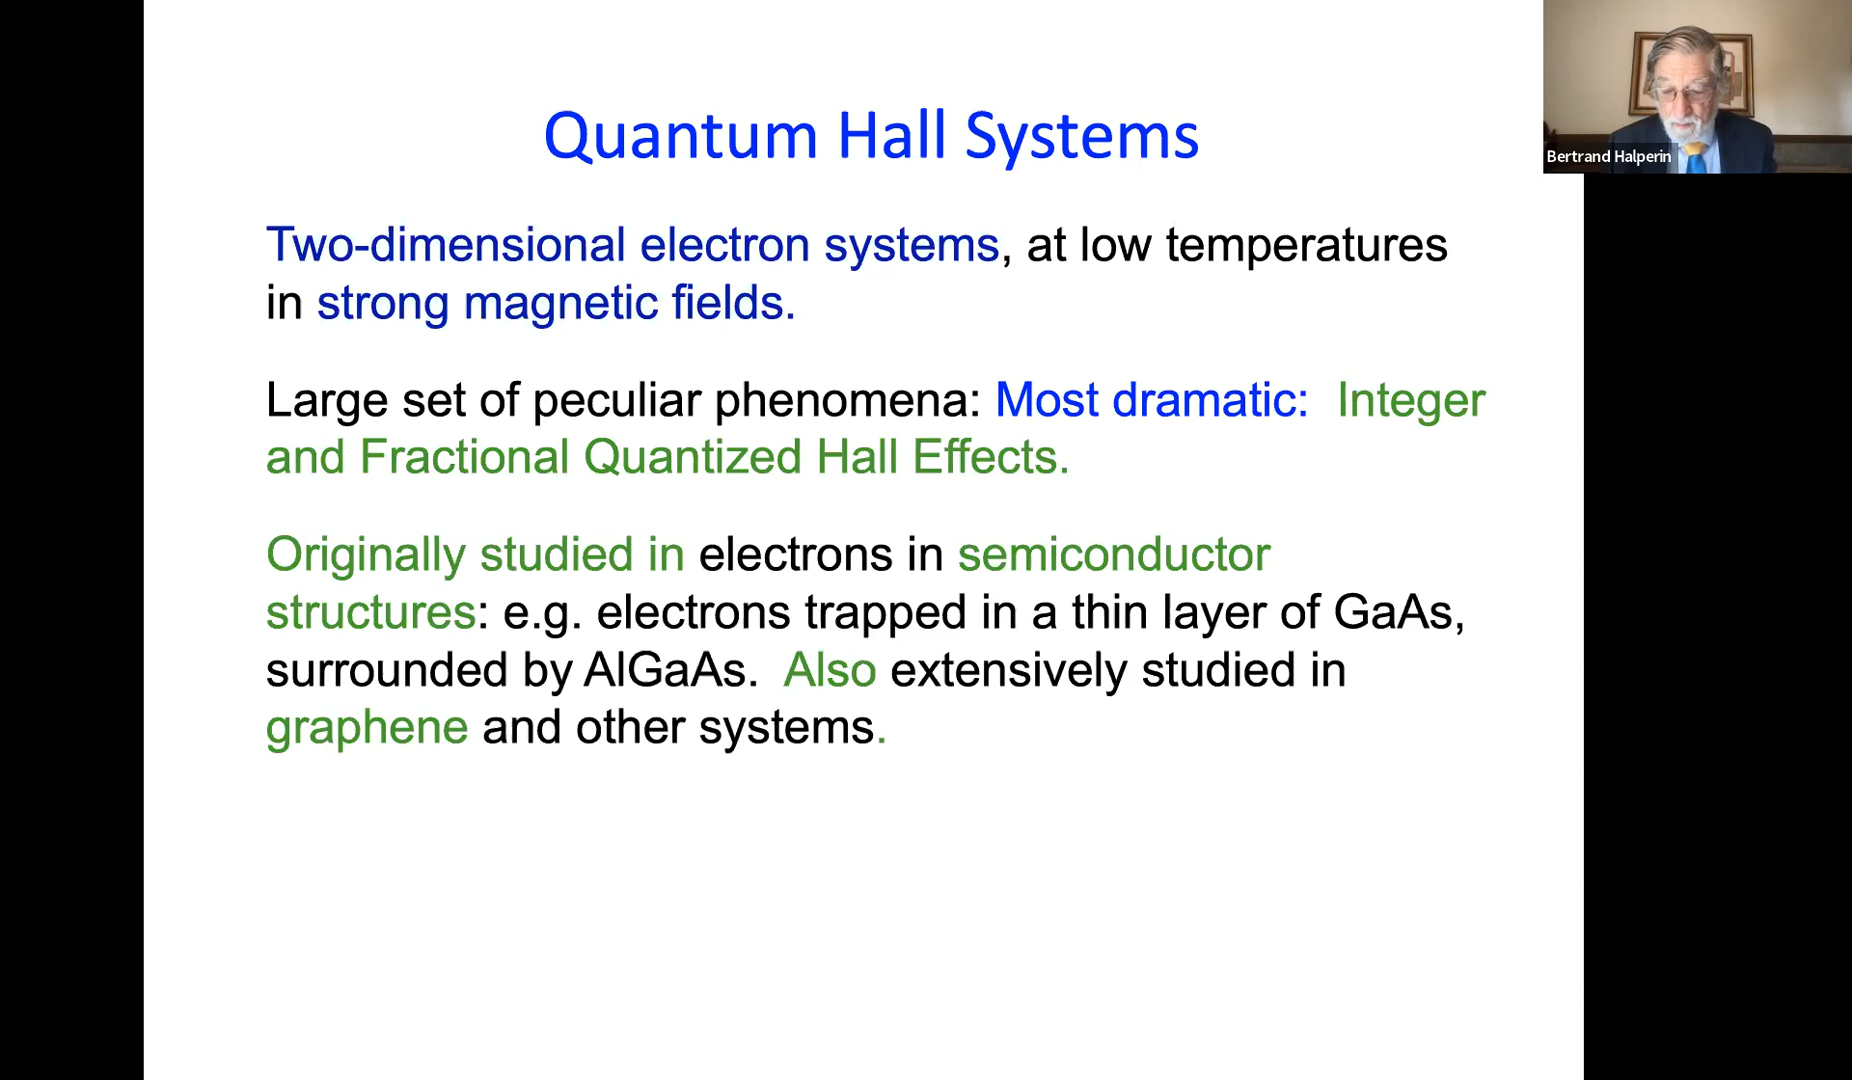 Quantum Hall Systems
Bertrand Halperin
Two-dimensional electron systems, at low temperatures
in strong magnetic fields.
Large set of peculiar phenomena: Most dramatic:  Integer
and Fractional Quantized Hall Effects.
Originally studied in electrons in semiconductor
structures: e.g. electrons trapped in a thin layer of GaAs,
surrounded by AlGaAs.  Also extensively studied in
graphene and other systems.